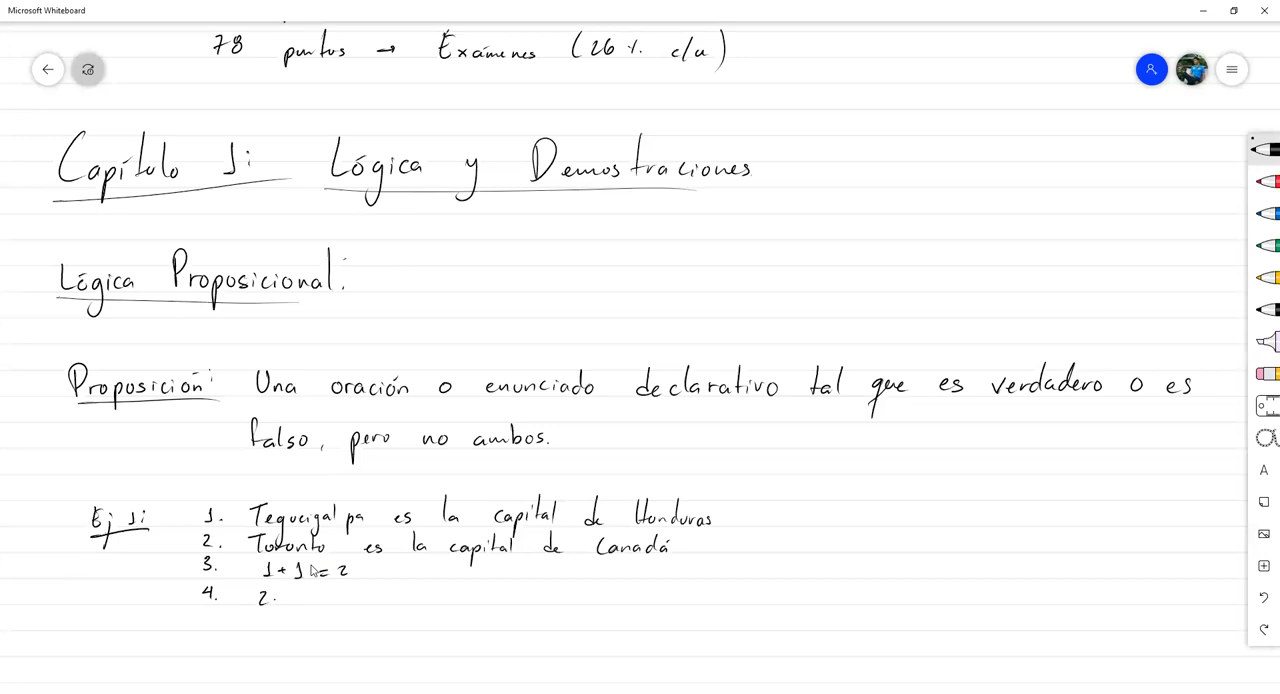 Microsoft Whiteboard
78 puntos → Exámenes (26 % c/u)
Capítulo 1: Lógica y Demostraciones
Lógica Proposicional:
Proposición: Una oración o enunciado declarativo tal que es verdadero o es
falso, pero no ambos.
Ej 1: 1. Tegucigalpa es la capital de Honduras
2. Toronto es la capital de Canadá
3. 1 + 1 = 2
4. 2.
A